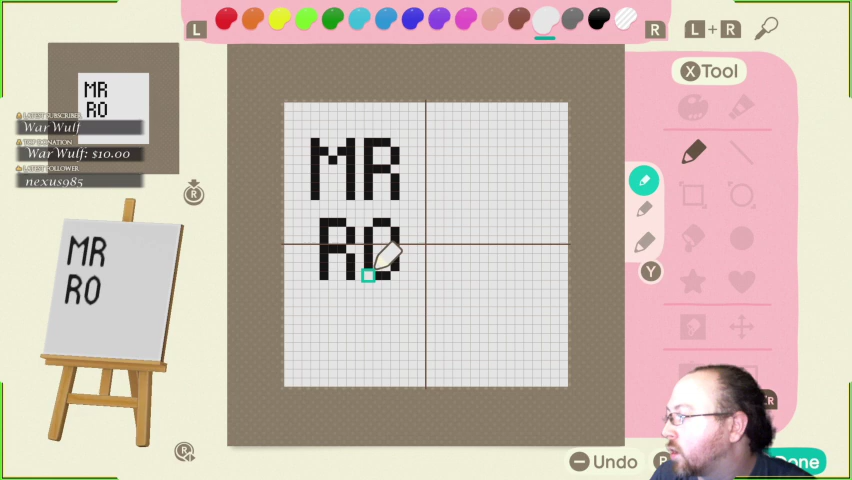 L
R
L + R
X Tool
MR
RO
LATEST SUBSCRIBER
War Wulf
TOP DONATION
War Wulf: $10.00
LATEST FOLLOWER
nexus985
R
MR
RO
MR
RO
Y
R
R
- Undo
R
Done